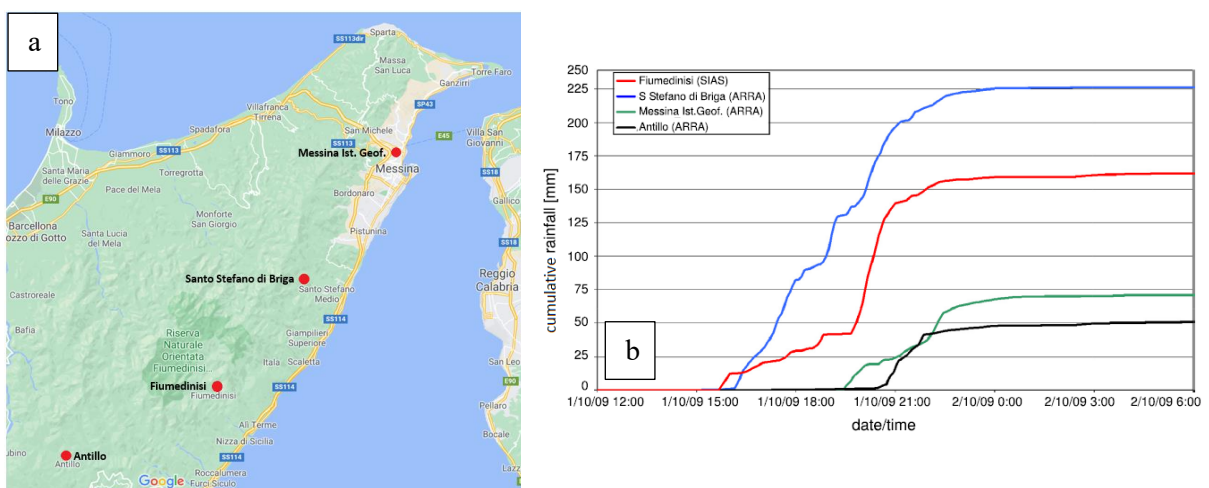 a
Sparta
SS113dir
Massa
San Luca
Torre Faro
Ganzirri
Tono
Villafranca
Tirrena
SP43
Milazzo
Spadafora
San Michele
E45
Villa San
Giovanni
Giammoro
SS113
SS113
Messina Ist. Geof.
Messina
SS18
Santa Maria
delle Grazie
Torregrotta
Pace del Mela
Bordonaro
Gallico
E90
Barcellona
ozzo di Gotto
Monforte
San Giorgio
Santa Lucia
del Mela
Pistunina
SS18
Santo Stefano di Briga
Reggio
Calabria
Castroreale
Santo Stefano
Medio
SS114
Bafia
Riserva
Naturale
Orientata
Fiumedinisi...
Giampilieri
Superiore
Itala
Scaletta
San Leo
E90
Fiumedinisi
Fiumedinisi
SS114
Pellaro
Alì Terme
Nizza di Sicilia
Bocale
ubino
Antillo
Antillo
SS114
Roccalumera
Furci Siculo
Lazz
Google
250
225
200
175
150
125
100
75
50
25
0
cumulative rainfall [mm]
Fiumedinisi (SIAS)
S Stefano di Briga (ARRA)
Messina Ist.Geof. (ARRA)
Antillo (ARRA)
b
1/10/09 12:00 1/10/09 15:00 1/10/09 18:00 1/10/09 21:00 2/10/09 0:00 2/10/09 3:00 2/10/09 6:00
date/time